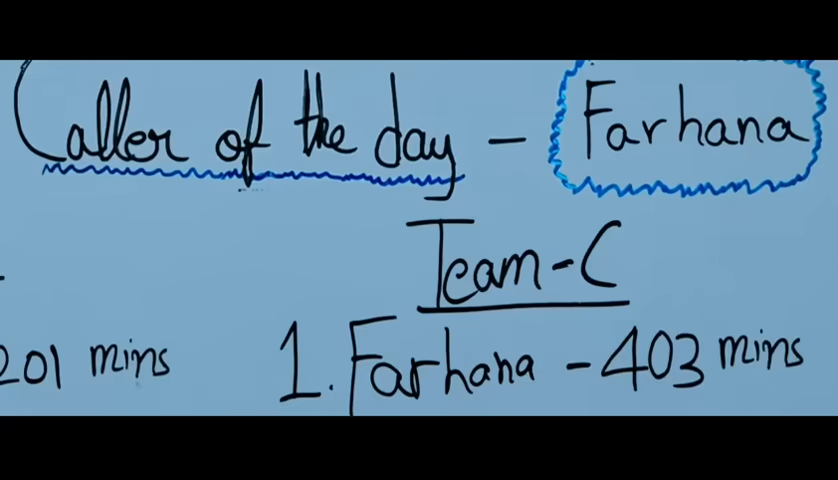 Caller of the day - Farhana
Team-C
201 mins
1. Farhana - 403 mins